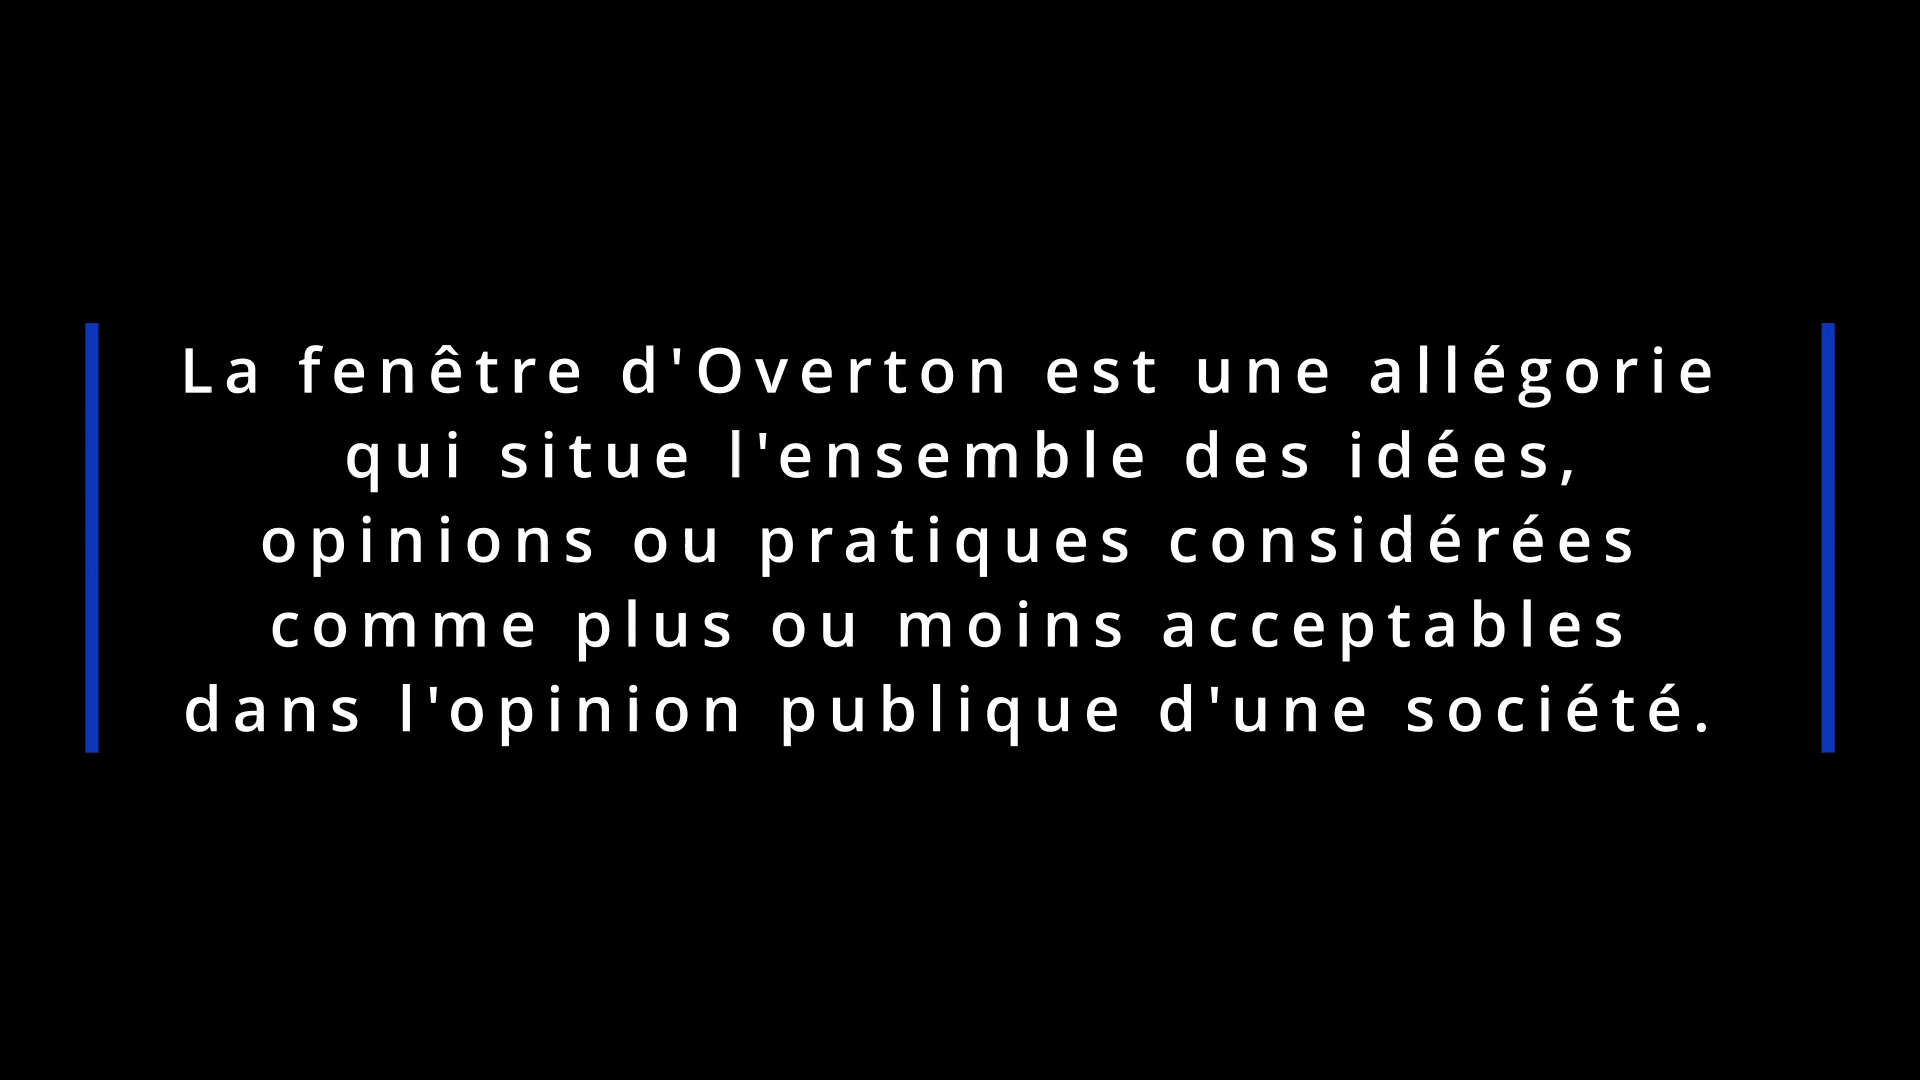 La fenêtre d'Overton est une allégorie
qui situe l'ensemble des idées,
opinions ou pratiques considérées
comme plus ou moins acceptables
dans l'opinion publique d'une société.